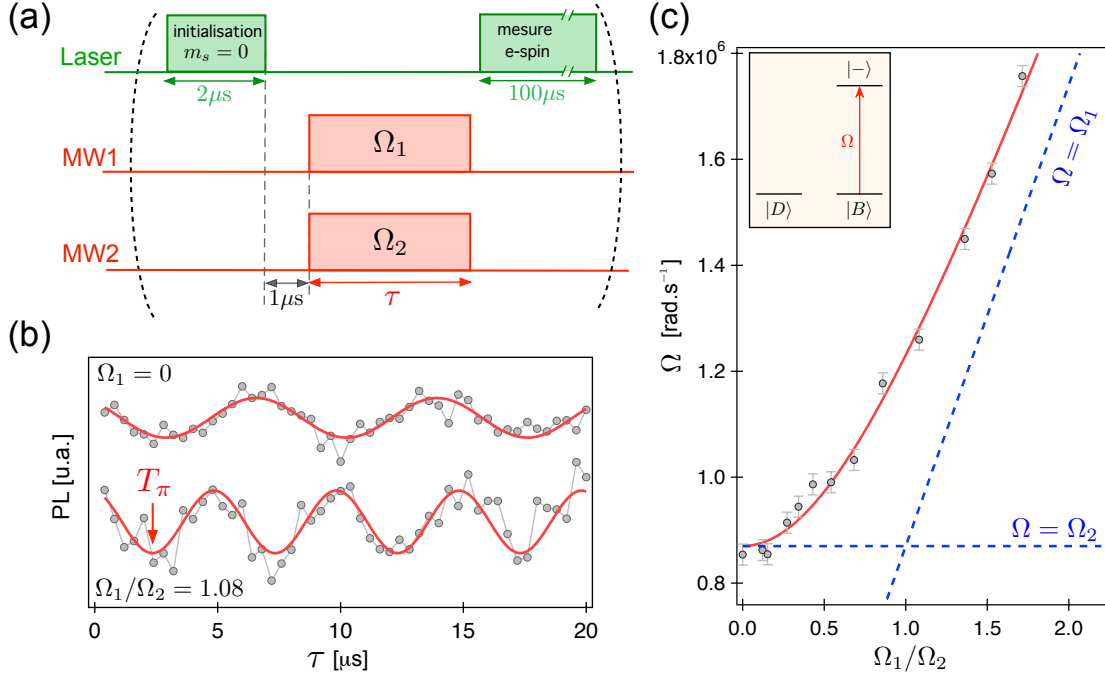 (a)
initialisation
mₛ = 0
mesure
e-spin
Laser
2µs
100µs
MW1
Ω₁
MW2
Ω₂
1µs
τ
(b)
Ω₁ = 0
PL [u.a.]
T_π
Ω₁/Ω₂ = 1.08
0 5 10 15 20
τ [µs]
(c)
1.8x10⁶
1.6
1.4
1.2
1.0
0.8
Ω [rad.s⁻¹]
|−⟩
Ω
|D⟩ |B⟩
Ω = Ω₁
Ω = Ω₂
0.0 0.5 1.0 1.5 2.0
Ω₁/Ω₂